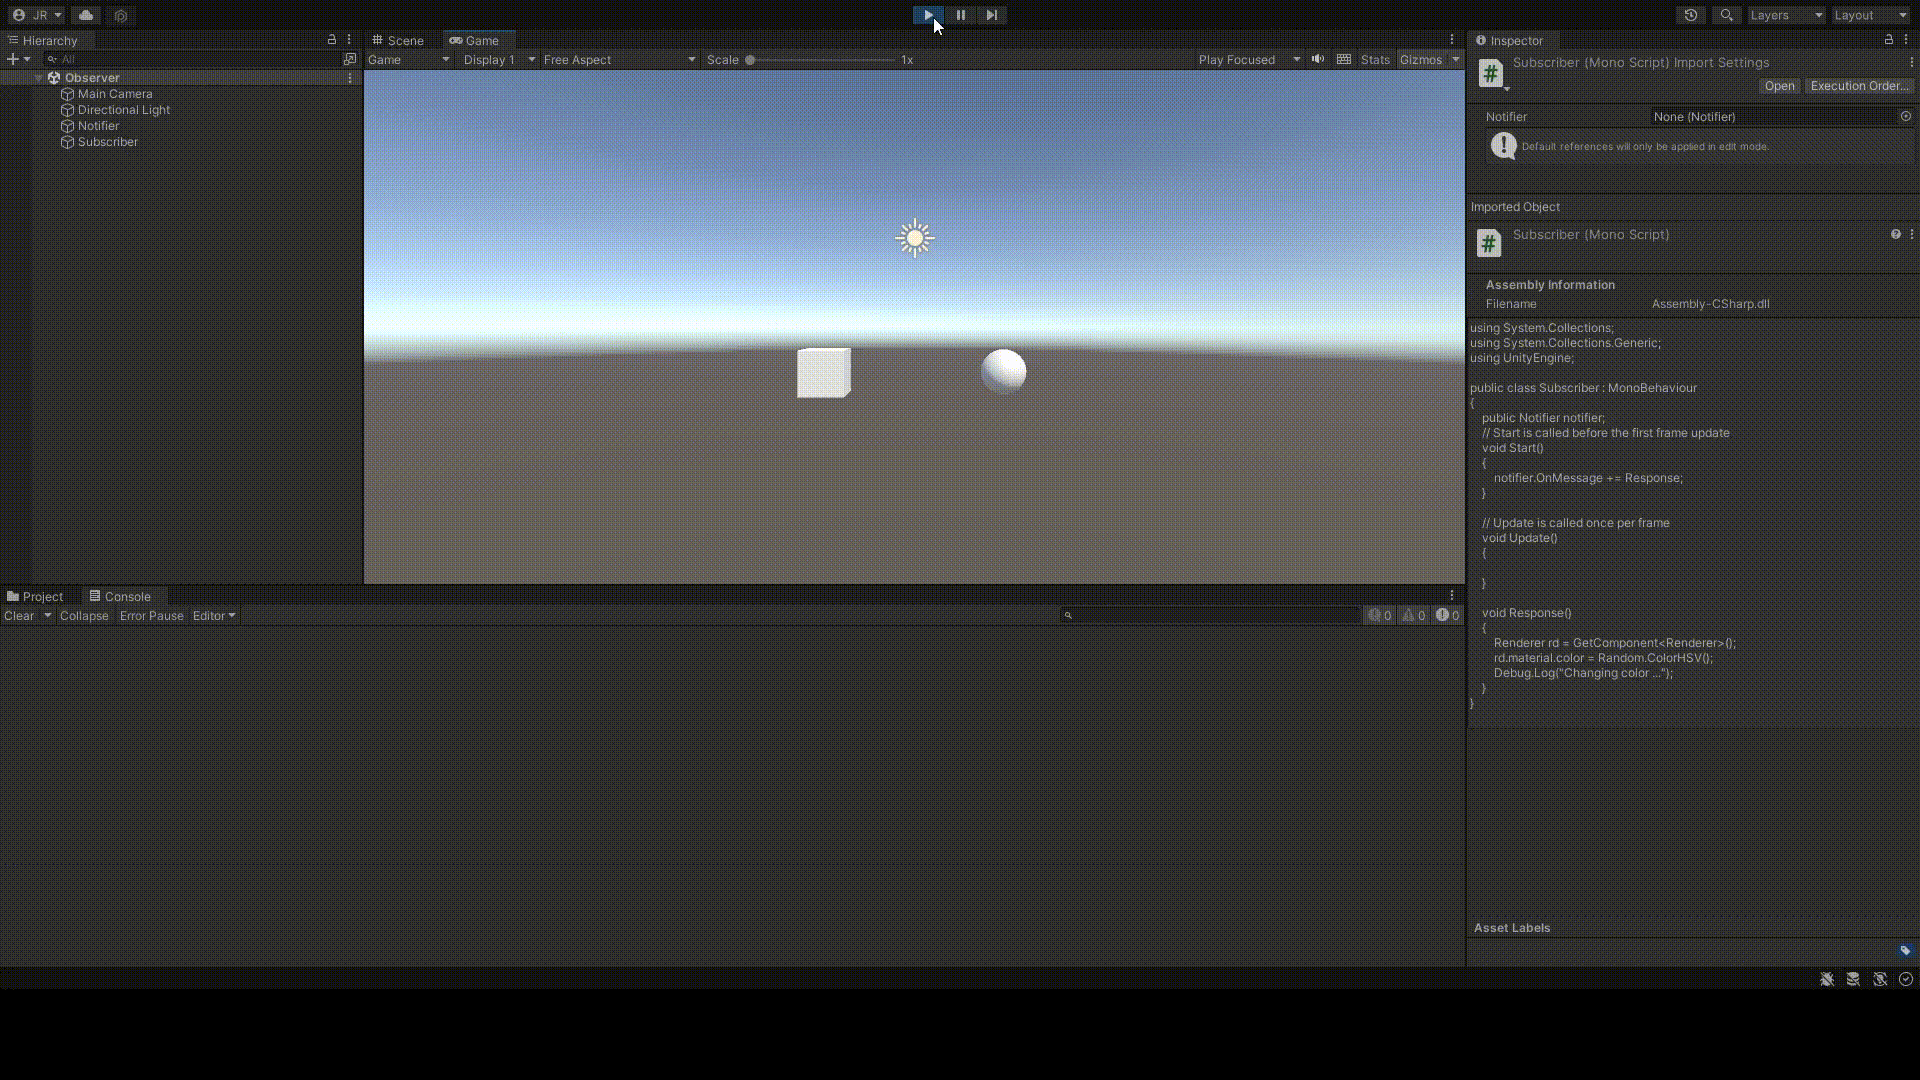 JR
Layers
Layout
Hierarchy
All
Observer
Main Camera
Directional Light
Notifier
Subscriber
Scene
Game
Game
Display 1
Free Aspect
Scale
1x
Play Focused
Stats
Gizmos
Inspector
Subscriber (Mono Script) Import Settings
Open
Execution Order...
Notifier
None (Notifier)
Default references will only be applied in edit mode.
Imported Object
Subscriber (Mono Script)
Assembly Information
Filename
Assembly-CSharp.dll
using System.Collections;
using System.Collections.Generic;
using UnityEngine;
public class Subscriber : MonoBehaviour
{
public Notifier notifier;
// Start is called before the first frame update
void Start()
{
notifier.OnMessage += Response;
}
// Update is called once per frame
void Update()
{
}
void Response()
{
Renderer rd = GetComponent<Renderer>();
rd.material.color = Random.ColorHSV();
Debug.Log("Changing color ...");
}
}
Asset Labels
Project
Console
Clear
Collapse
Error Pause
Editor
0
0
0